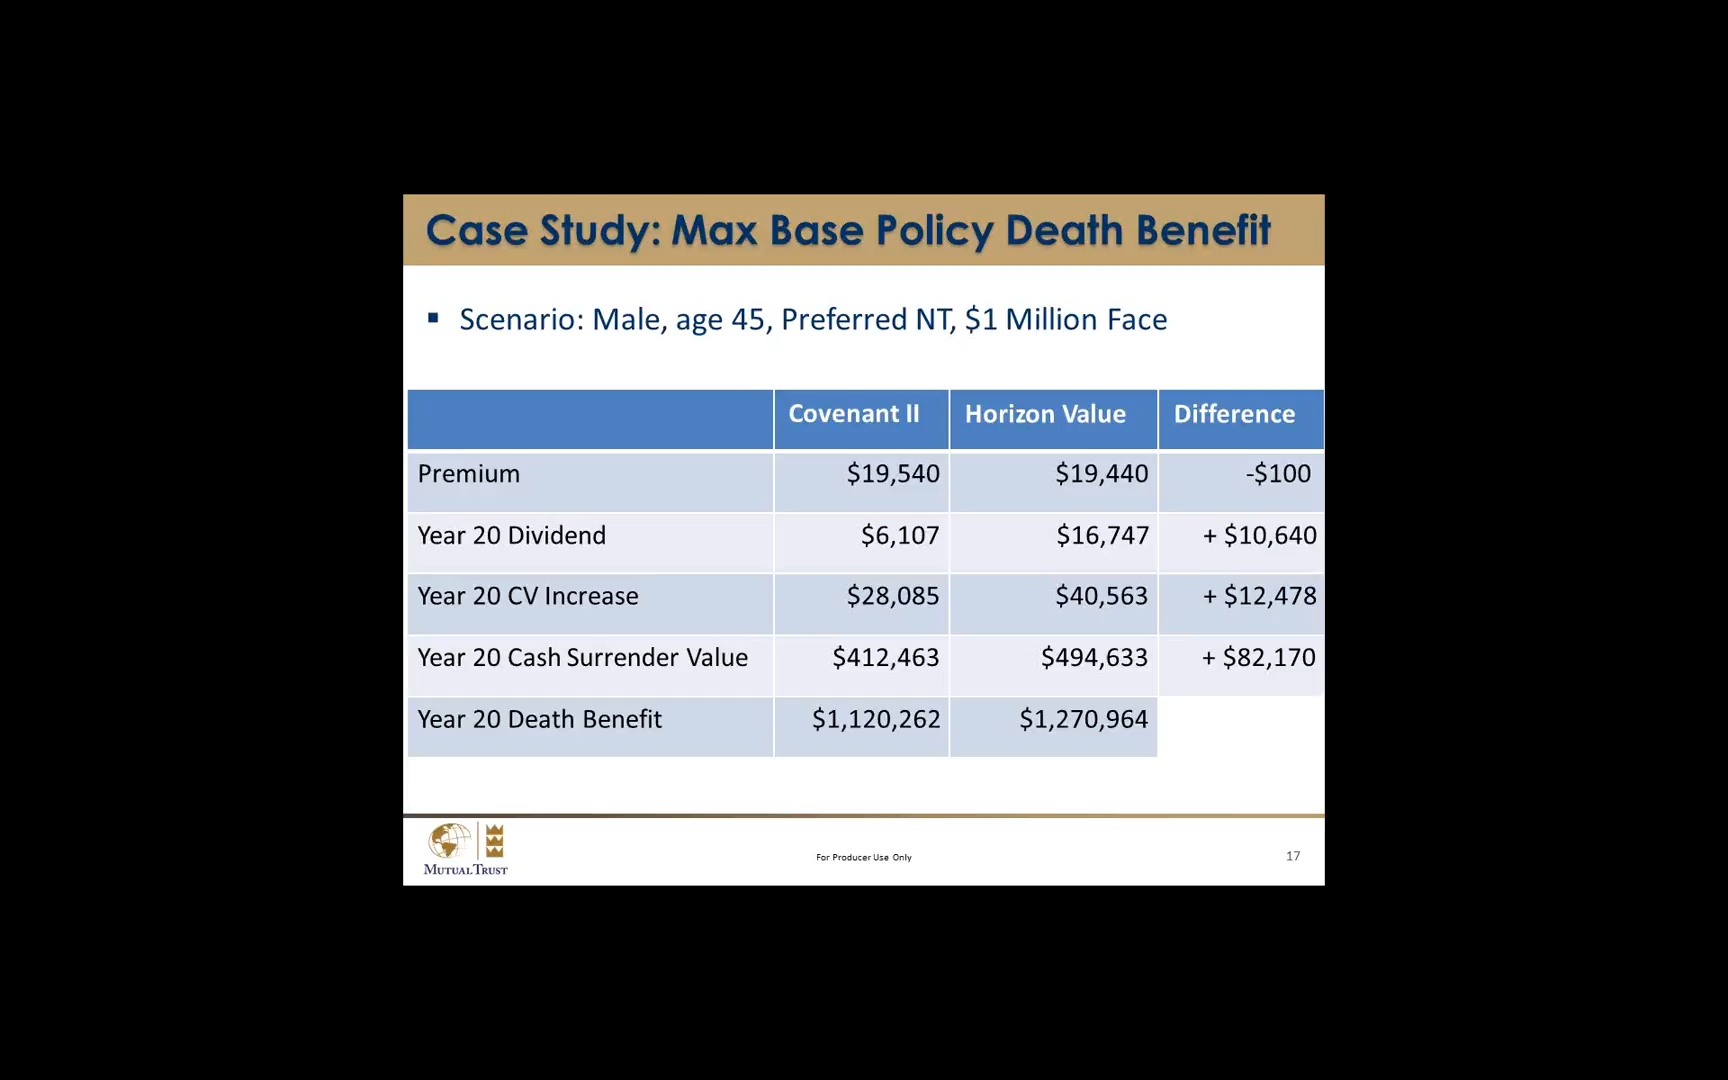 Case Study: Max Base Policy Death Benefit
▪ Scenario: Male, age 45, Preferred NT, $1 Million Face
Covenant II Horizon Value Difference
Premium $19,540 $19,440 -$100
Year 20 Dividend $6,107 $16,747 + $10,640
Year 20 CV Increase $28,085 $40,563 + $12,478
Year 20 Cash Surrender Value $412,463 $494,633 + $82,170
Year 20 Death Benefit $1,120,262 $1,270,964
MUTUAL TRUST
For Producer Use Only
17